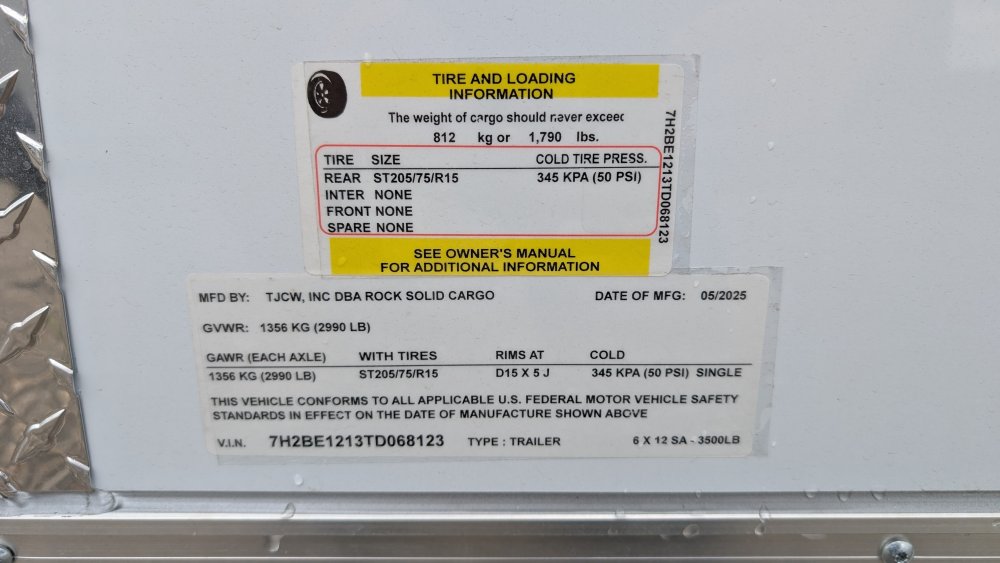 TIRE AND LOADING
INFORMATION
The weight of cargo should never exceed
812 kg or 1,790 lbs.
TIRE SIZE COLD TIRE PRESS.
REAR ST205/75/R15 345 KPA (50 PSI)
INTER NONE
FRONT NONE
SPARE NONE
SEE OWNER'S MANUAL
FOR ADDITIONAL INFORMATION
7H2BE1213TD068123
MFD BY: TJCW, INC DBA ROCK SOLID CARGO DATE OF MFG: 05/2025
GVWR: 1356 KG (2990 LB)
GAWR (EACH AXLE) WITH TIRES RIMS AT COLD
1356 KG (2990 LB) ST205/75/R15 D15 X 5 J 345 KPA (50 PSI) SINGLE
THIS VEHICLE CONFORMS TO ALL APPLICABLE U.S. FEDERAL MOTOR VEHICLE SAFETY
STANDARDS IN EFFECT ON THE DATE OF MANUFACTURE SHOWN ABOVE
V.I.N. 7H2BE1213TD068123 TYPE : TRAILER 6 X 12 SA - 3500LB